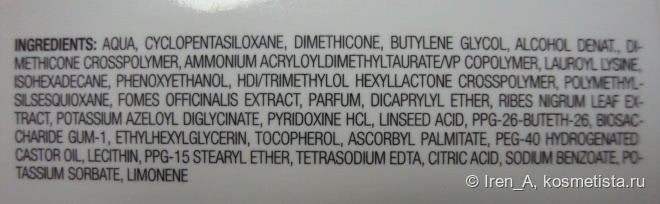 INGREDIENTS: AQUA, CYCLOPENTASILOXANE, DIMETHICONE, BUTYLENE GLYCOL, ALCOHOL DENAT., DI-
METHICONE CROSSPOLYMER, AMMONIUM ACRYLOYLDIMETHYLTAURATE/VP COPOLYMER, LAUROYL LYSINE,
ISOHEXADECANE, PHENOXYETHANOL, HDI/TRIMETHYLOL HEXYLLACTONE CROSSPOLYMER, POLYMETHYL-
SILSESQUIOXANE, FOMES OFFICINALIS EXTRACT, PARFUM, DICAPRYLYL ETHER, RIBES NIGRUM LEAF EX-
TRACT, POTASSIUM AZELOYL DIGLYCINATE, PYRIDOXINE HCL, LINSEED ACID, PPG-26-BUTETH-26, BIOSAC-
CHARIDE GUM-1, ETHYLHEXYLGLYCERIN, TOCOPHEROL, ASCORBYL PALMITATE, PEG-40 HYDROGENATED
CASTOR OIL, LECITHIN, PPG-15 STEARYL ETHER, TETRASODIUM EDTA, CITRIC ACID, SODIUM BENZOATE, PO-
TASSIUM SORBATE, LIMONENE
© Iren_A, kosmetista.ru